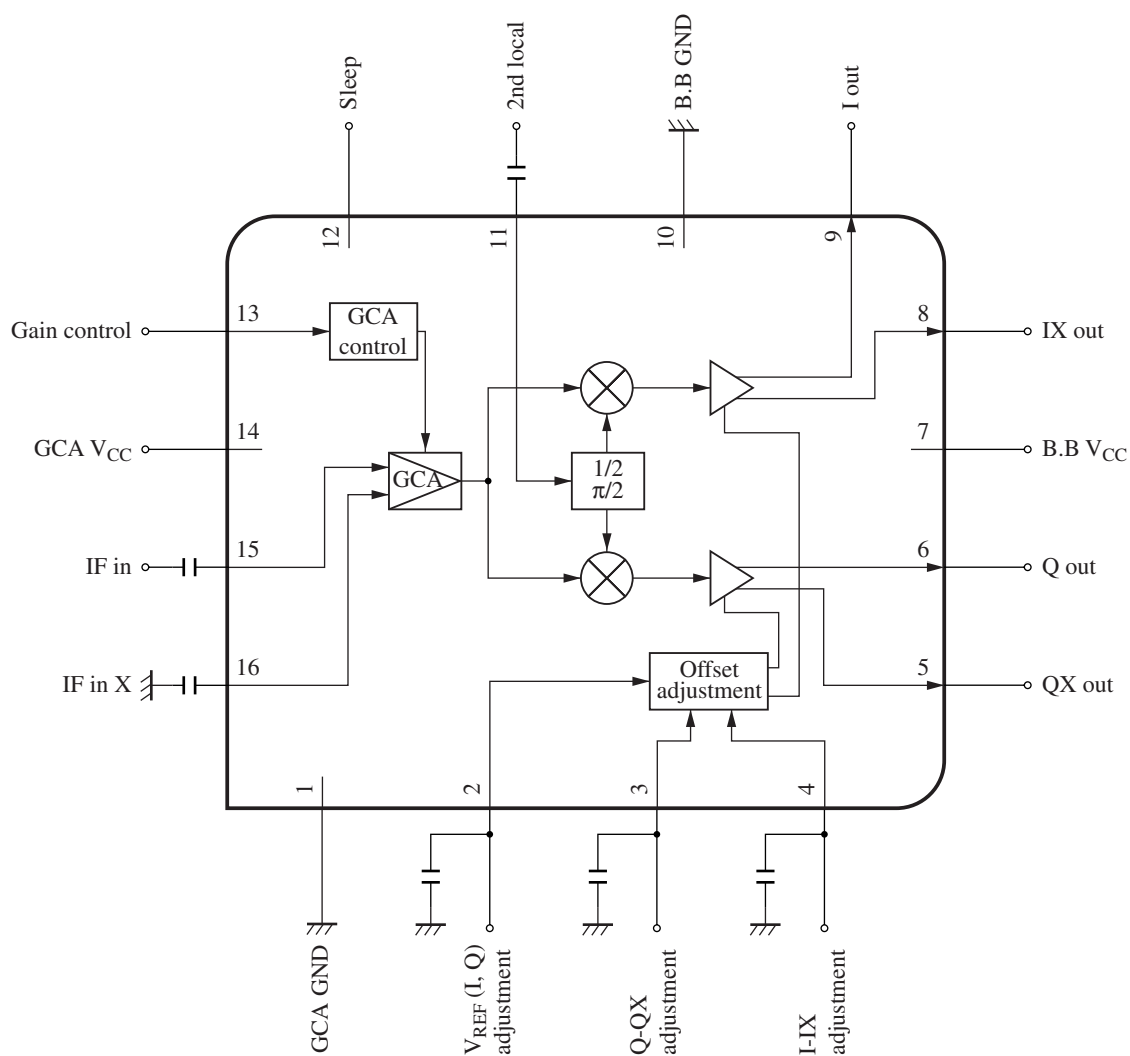 Sleep
2nd local
B.B GND
I out
12
11
10
9
Gain control
13
GCA
control
8
IX out
GCA VCC
14
GCA
1/2
π/2
7
B.B VCC
IF in
15
6
Q out
IF in X
16
Offset
adjustment
5
QX out
1
2
3
4
GCA GND
VREF (I, Q)
adjustment
Q-QX
adjustment
I-IX
adjustment